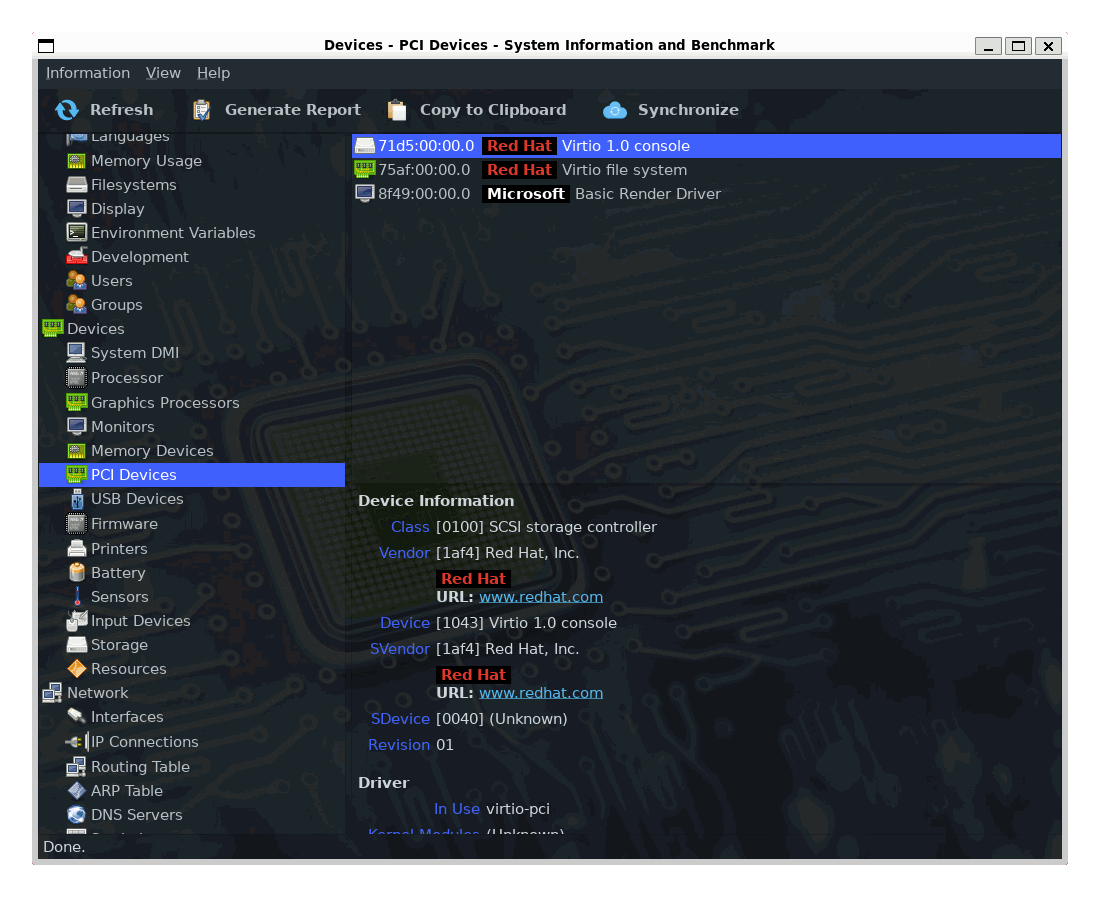 Devices - PCI Devices - System Information and Benchmark
Information View Help
Refresh Generate Report Copy to Clipboard Synchronize
Languages
Memory Usage
Filesystems
Display
Environment Variables
Development
Users
Groups
Devices
System DMI
Processor
Graphics Processors
Monitors
Memory Devices
PCI Devices
USB Devices
Firmware
Printers
Battery
Sensors
Input Devices
Storage
Resources
Network
Interfaces
IP Connections
Routing Table
ARP Table
DNS Servers
71d5:00:00.0 Red Hat Virtio 1.0 console
75af:00:00.0 Red Hat Virtio file system
8f49:00:00.0 Microsoft Basic Render Driver
Device Information
Class [0100] SCSI storage controller
Vendor [1af4] Red Hat, Inc.
Red Hat
URL: www.redhat.com
Device [1043] Virtio 1.0 console
SVendor [1af4] Red Hat, Inc.
Red Hat
URL: www.redhat.com
SDevice [0040] (Unknown)
Revision 01
Driver
In Use virtio-pci
Kernel Modules (Unknown)
Done.